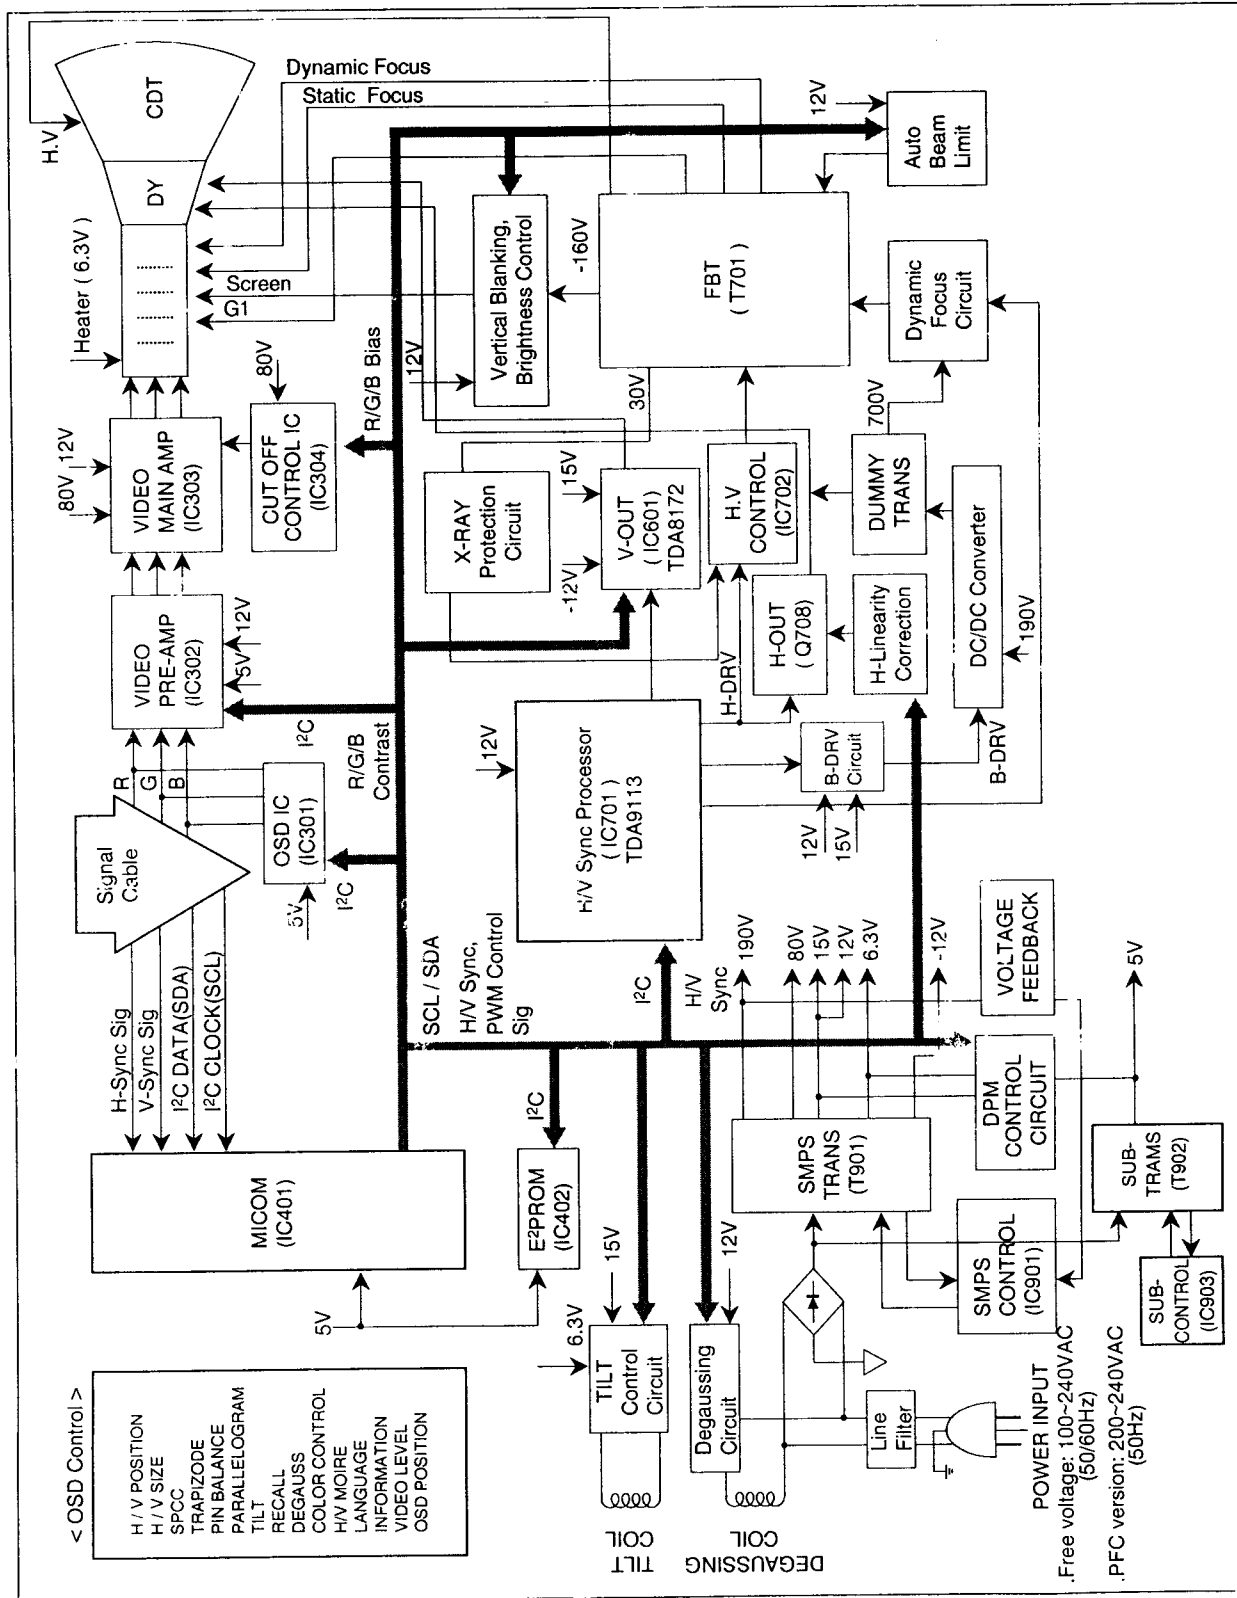 < OSD Control >
H / V POSITION
H / V SIZE
SPCC
TRAPIZODE
PIN BALANCE
PARALLELOGRAM
TILT
RECALL
DEGAUSS
COLOR CONTROL
H/V MOIRE
LANGUAGE
INFORMATION
VIDEO LEVEL
OSD POSITION
5V
MICOM
(IC401)
H-Sync Sig
V-Sync Sig
I²C DATA(SDA)
I²C CLOCK(SCL)
Signal
Cable
R
G
B
OSD IC
(IC301)
5V
I²C
VIDEO
PRE-AMP
(IC302)
5V
12V
I²C
R/G/B
Contrast
80V
12V
VIDEO
MAIN AMP
(IC303)
CUT OFF
CONTROL IC
(IC304)
80V
R/G/B Bias
Heater ( 6.3V )
H.V
DY
CDT
Screen
G1
Dynamic Focus
Static Focus
SCL / SDA
H/V Sync,
PWM Control
Sig
I²C
E²PROM
(IC402)
6.3V
15V
TILT
Control
Circuit
TILT
COIL
12V
Degaussing
Circuit
DEGAUSSING
COIL
I²C
H/V
Sync
12V
H/V Sync Processor
( IC701 )
TDA9113
X-RAY
Protection
Circuit
-12V
15V
V-OUT
( IC601)
TDA8172
12V
Vertical Blanking,
Brightness Control
-160V
30V
FBT
( T701 )
12V
Auto
Beam
Limit
H-DRV
H.V
CONTROL
(IC702)
H-OUT
( Q708)
H-Linearity
Correction
DUMMY
TRANS
700V
Dynamic
Focus
Circuit
12V
15V
B-DRV
Circuit
B-DRV
DC/DC Converter
190V
190V
80V
15V
12V
6.3V
-12V
SMPS
TRANS
(T901)
VOLTAGE
FEEDBACK
DPM
CONTROL
CIRCUIT
5V
SMPS CONTROL
(IC901)
SUB-
TRAMS
(T902)
SUB-
CONTROL
(IC903)
Line
Filter
POWER INPUT
.Free voltage: 100~240VAC
(50/60Hz)
.PFC version: 200~240VAC
(50Hz)